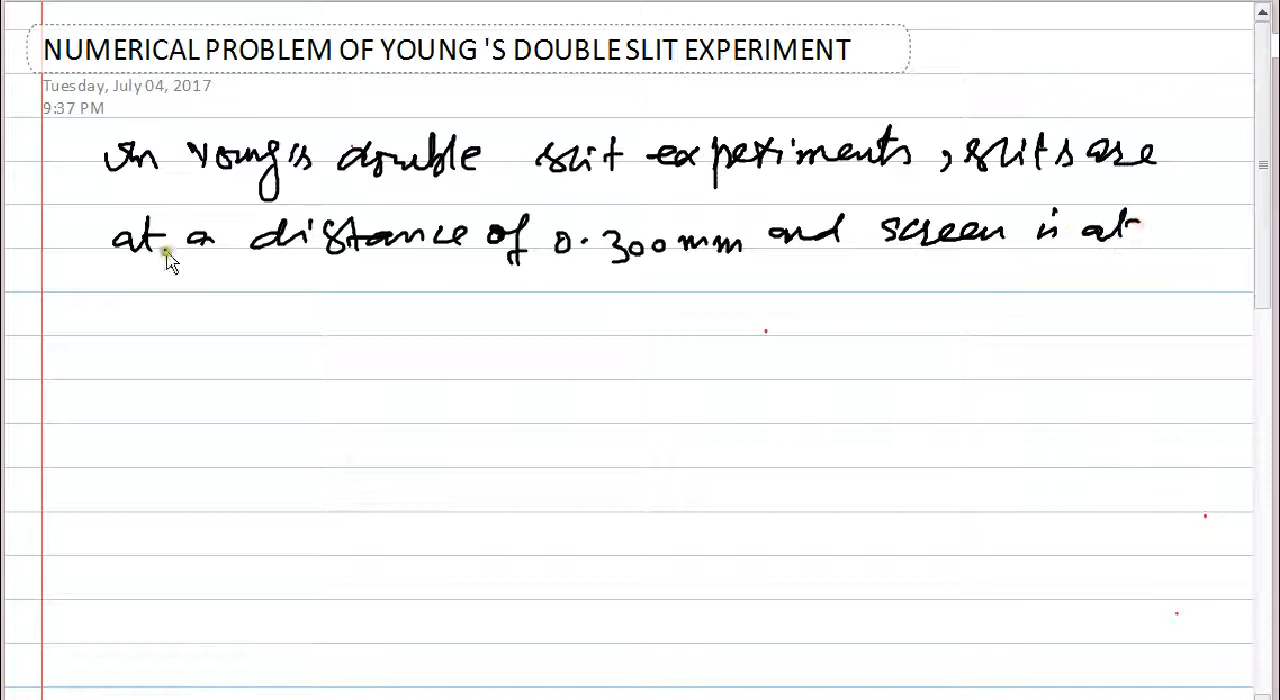 NUMERICAL PROBLEM OF YOUNG 'S DOUBLE SLIT EXPERIMENT
Tuesday, July 04, 2017
9:37 PM
In Young's double slit experiments, slits are
at a distance of 0.300mm and screen is at